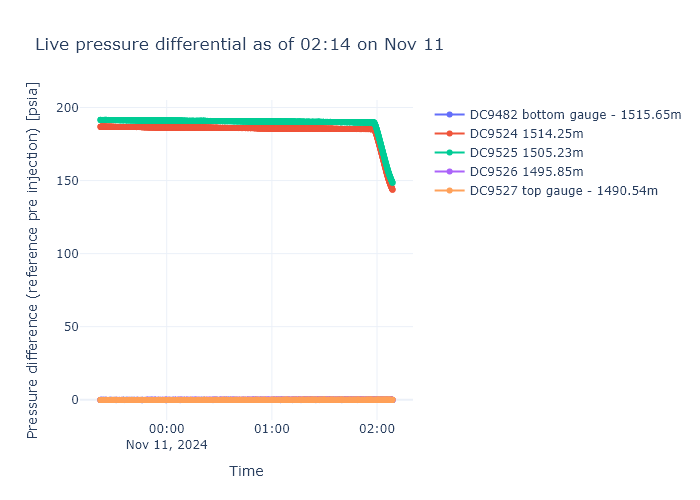 Live pressure differential as of 02:14 on Nov 11
Pressure difference (reference pre injection) [psia]
200
150
100
50
0
00:00
Nov 11, 2024
01:00
02:00
Time
DC9482 bottom gauge - 1515.65m
DC9524 1514.25m
DC9525 1505.23m
DC9526 1495.85m
DC9527 top gauge - 1490.54m